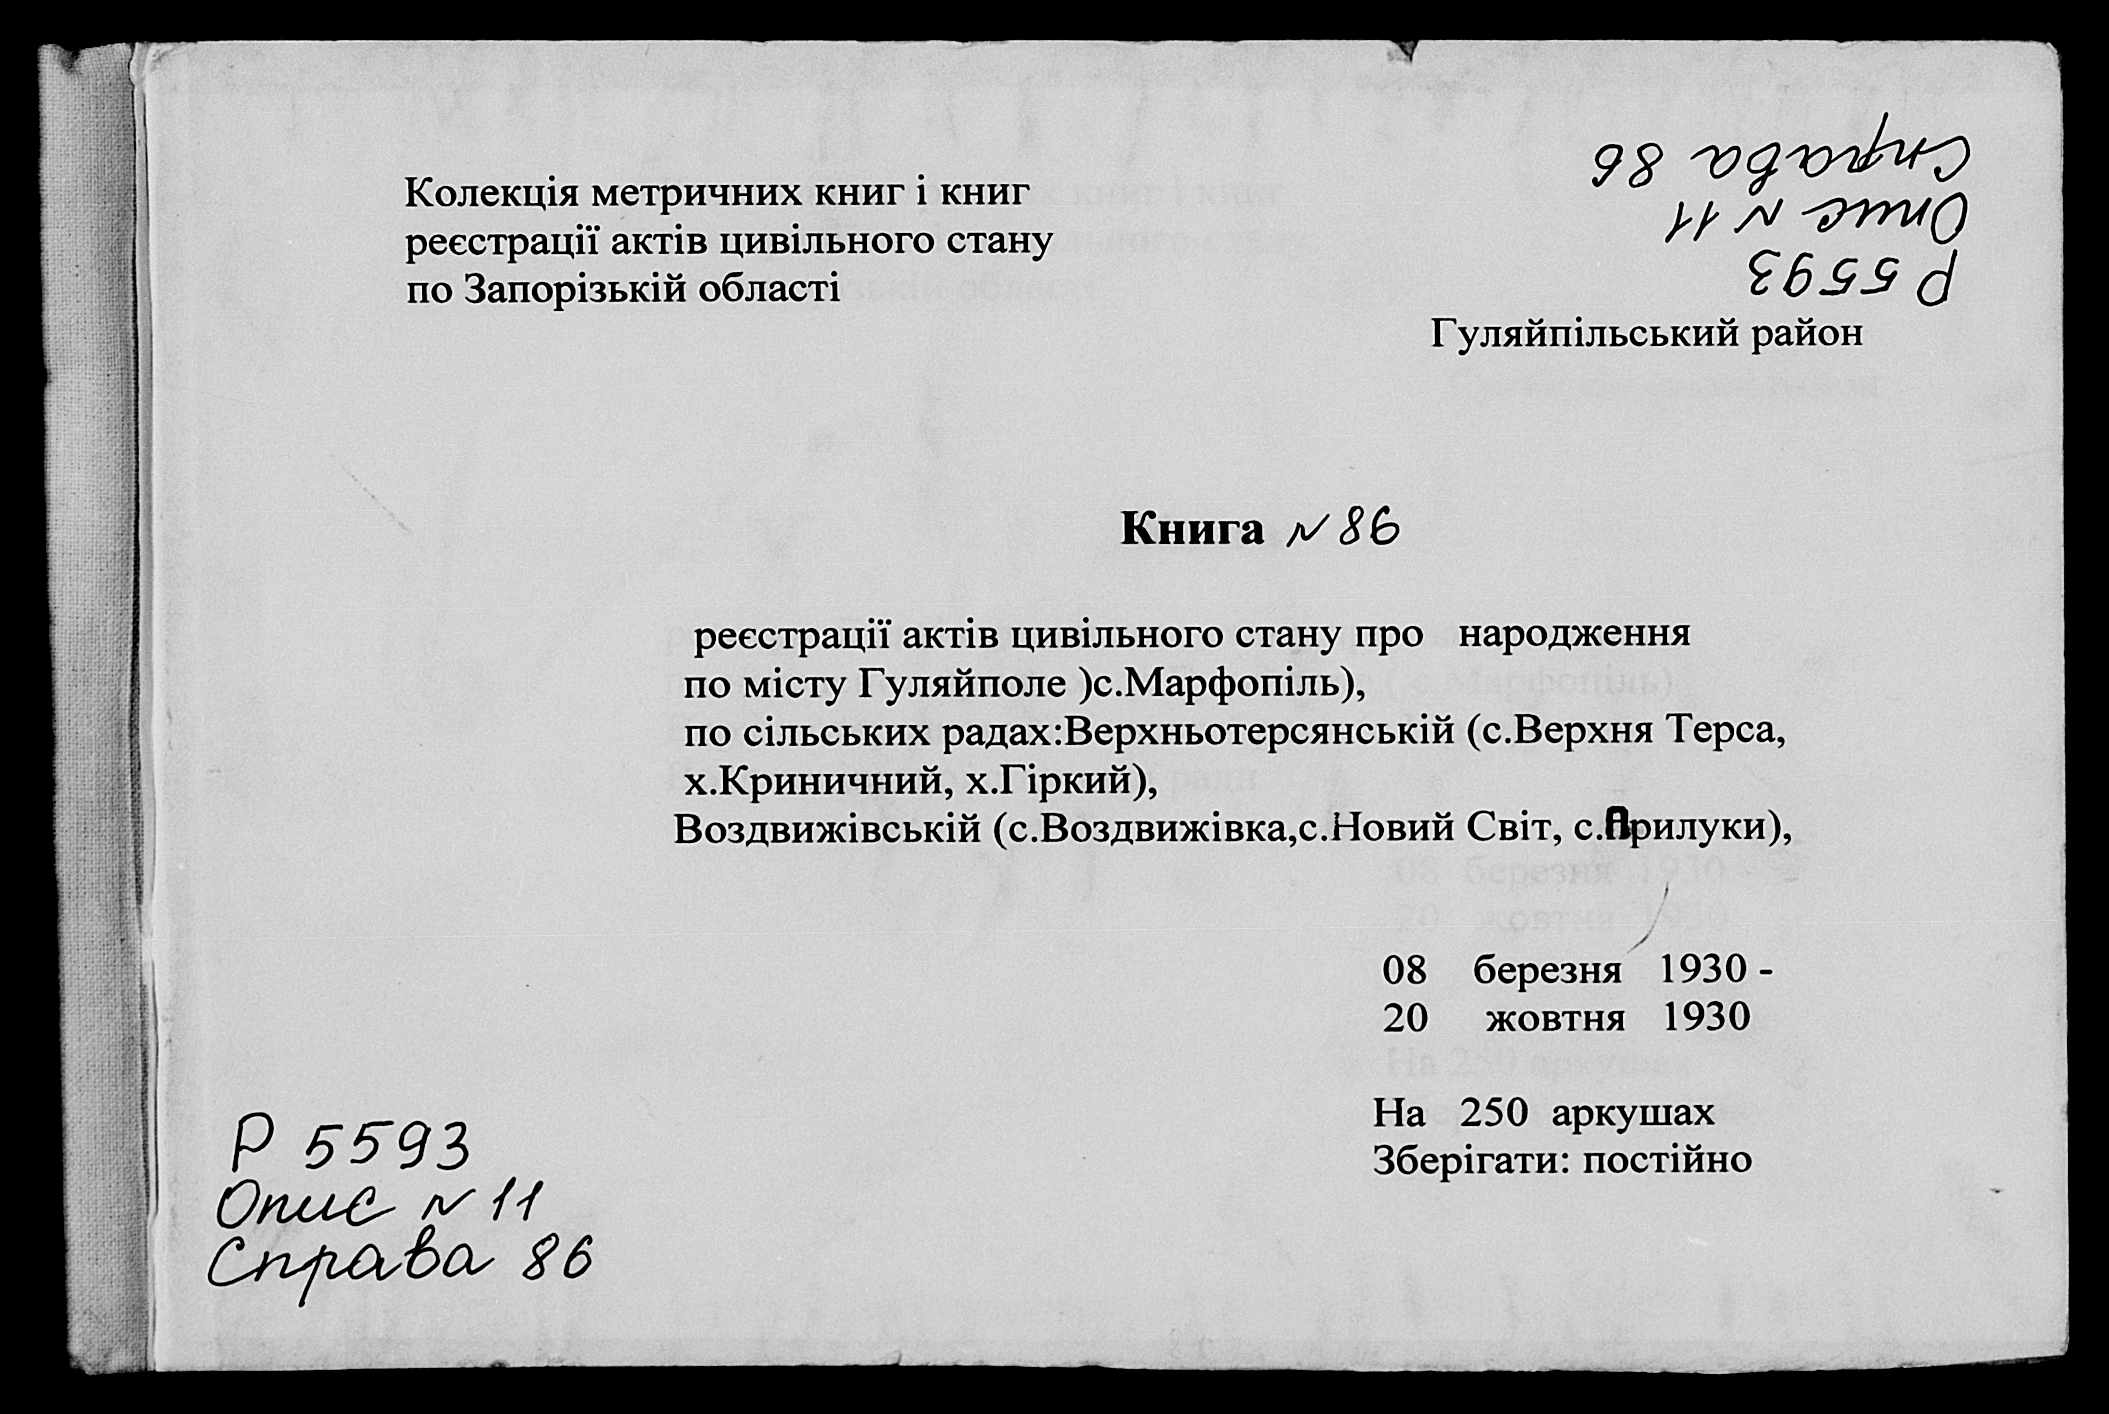 Колекція метричних книг і книг
реєстрації актів цивільного стану
по Запорізькій області
Р 5593
Опис N 11
Справа 86
Гуляйпільський район
Книга N 86
реєстрації актів цивільного стану про народження
по місту Гуляйполе )с.Марфопіль),
по сільських радах:Верхньотерсянській (с.Верхня Терса,
х.Криничний, х.Гіркий),
Воздвижівській (с.Воздвижівка,с.Новий Світ, с.Прилуки),
08 березня 1930 -
20 жовтня 1930
На 250 аркушах
Зберігати: постійно
Р 5593
Опис N 11
Справа 86